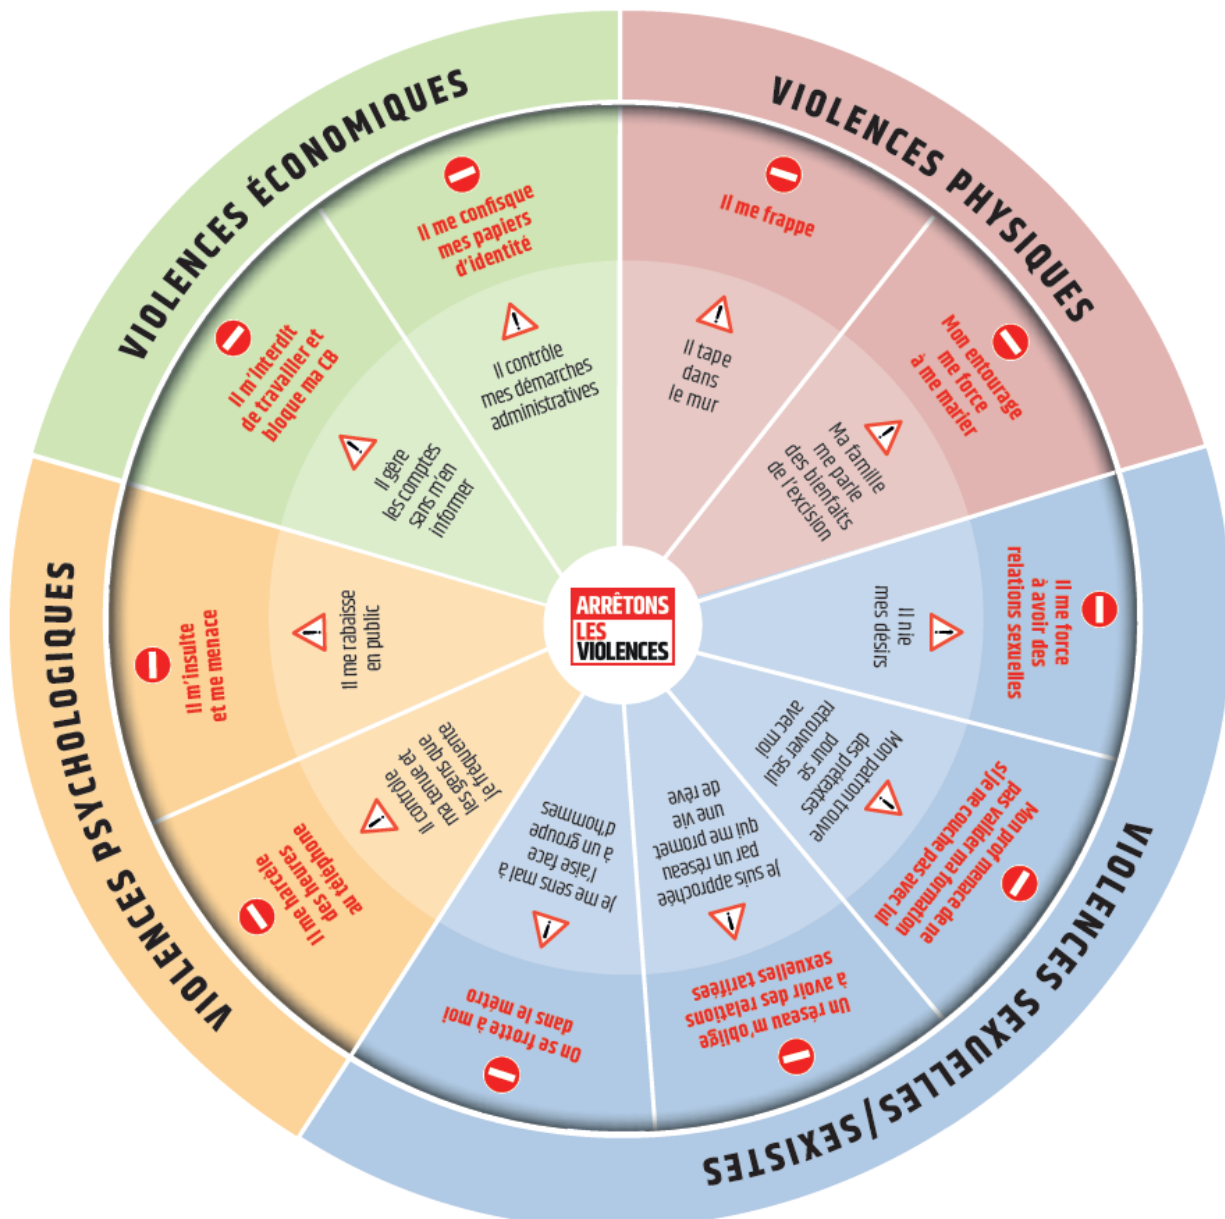 VIOLENCES PHYSIQUES
Il me frappe
Il tape
dans
le mur
Mon entourage
me force
à me marier
Ma famille
me parle
des bienfaits
de l'excision
VIOLENCES SEXUELLES/SEXISTES
Il me force
à avoir des
relations sexuelles
Il nie
mes désirs
Mon prof menace de ne
pas valider ma formation
si je ne couche pas avec lui
Mon patron trouve
des prétextes
pour se
retrouver seul
avec moi
Un réseau m'oblige
à avoir des relations
sexuelles tarifées
Je suis approchée
par un réseau
qui me promet
une vie
de rêve
On se frotte à moi
dans le métro
Je me sens mal à
l'aise face
à un groupe
d'hommes
VIOLENCES PSYCHOLOGIQUES
Il me harcèle
des heures
au téléphone
Il contrôle
ma tenue et
les gens que
je fréquente
Il m'insulte
et me menace
Il me rabaisse
en public
VIOLENCES ÉCONOMIQUES
Il m'interdit
de travailler et
bloque ma CB
Il gère
les comptes
sans m'en
informer
Il me confisque
mes papiers
d'identité
Il contrôle
mes démarches
administratives
ARRÊTONS
LES
VIOLENCES